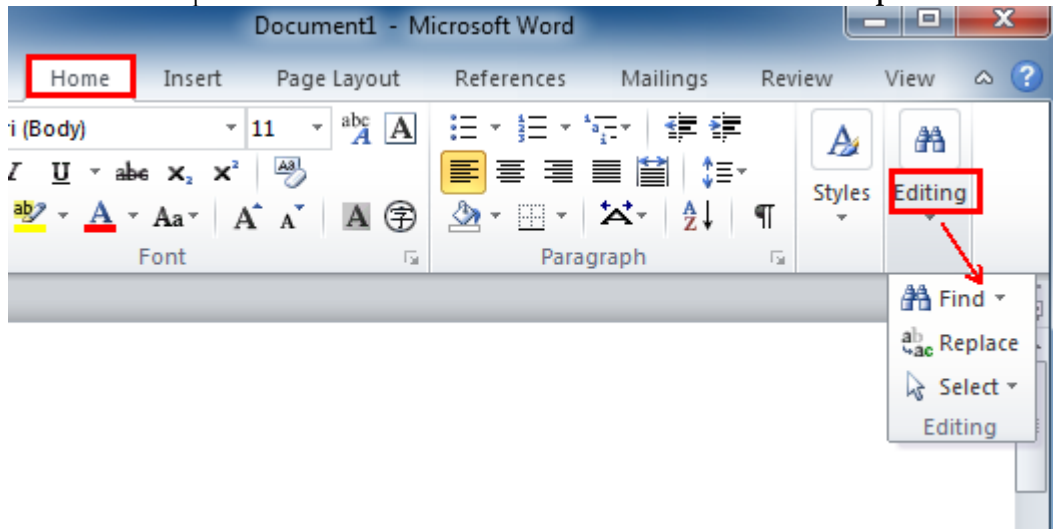 Document1 - Microsoft Word
Home Insert Page Layout References Mailings Review View
ri (Body) 11
Styles Editing
Font Paragraph
Find
Replace
Select
Editing